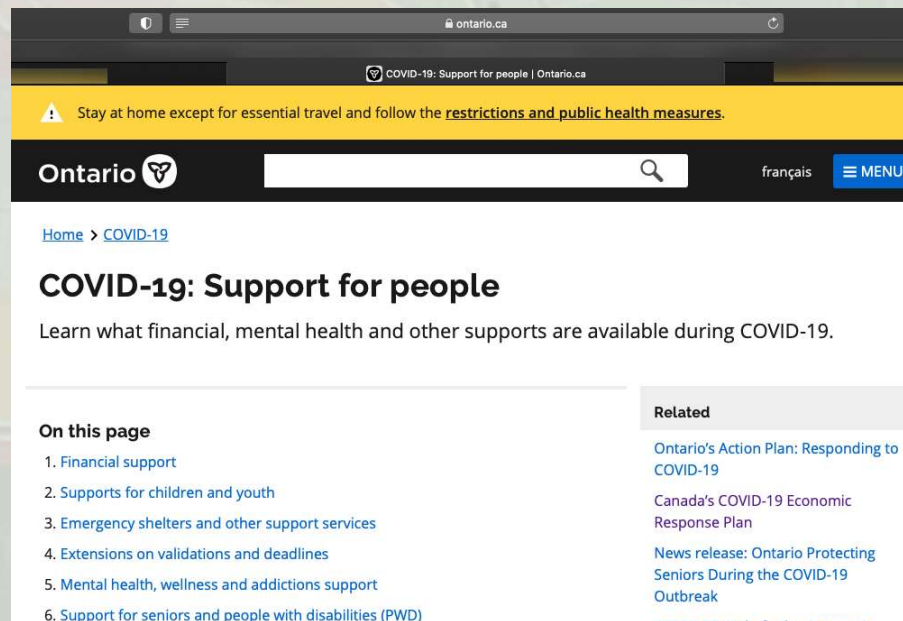 ontario.ca
COVID-19: Support for people | Ontario.ca
Stay at home except for essential travel and follow the restrictions and public health measures.
Ontario
français
MENU
Home > COVID-19
COVID-19: Support for people
Learn what financial, mental health and other supports are available during COVID-19.
On this page
1. Financial support
2. Supports for children and youth
3. Emergency shelters and other support services
4. Extensions on validations and deadlines
5. Mental health, wellness and addictions support
6. Support for seniors and people with disabilities (PWD)
Related
Ontario's Action Plan: Responding to
COVID-19
Canada's COVID-19 Economic
Response Plan
News release: Ontario Protecting
Seniors During the COVID-19
Outbreak